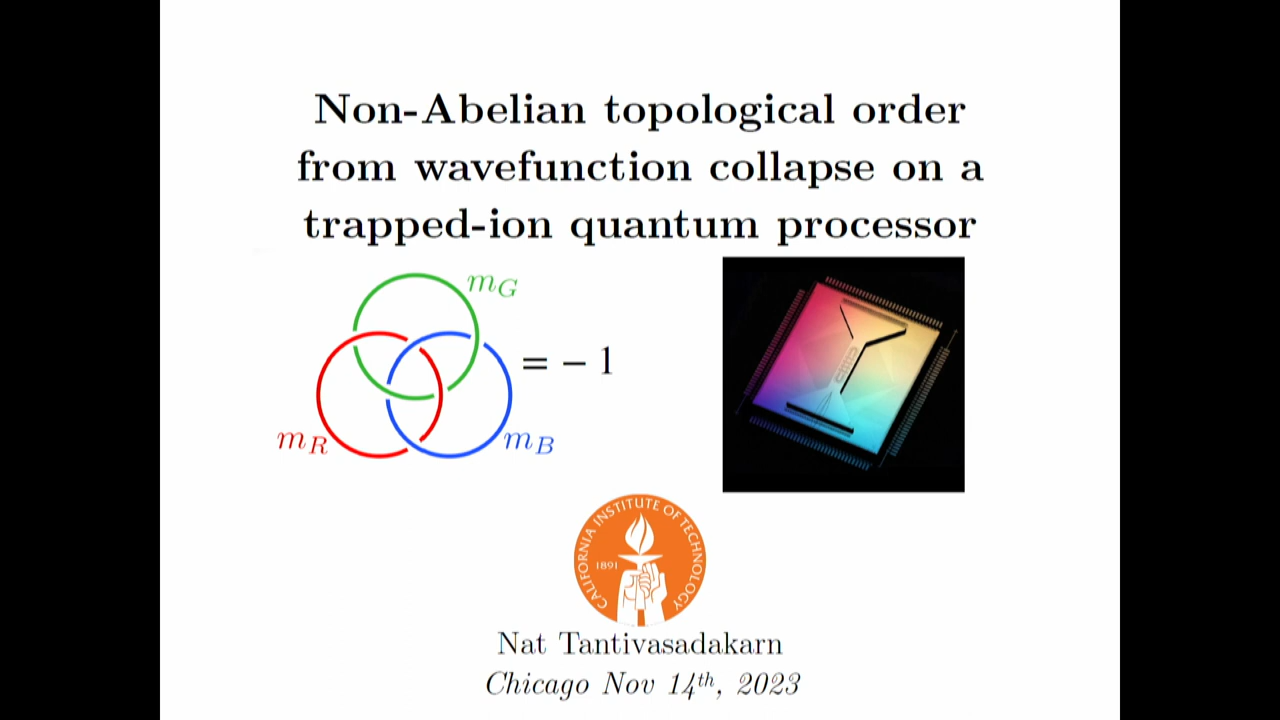 Non-Abelian topological order
from wavefunction collapse on a
trapped-ion quantum processor
m_G
= − 1
m_R
m_B
CALIFORNIA INSTITUTE OF TECHNOLOGY
1891
Nat Tantivasadakarn
Chicago Nov 14th, 2023